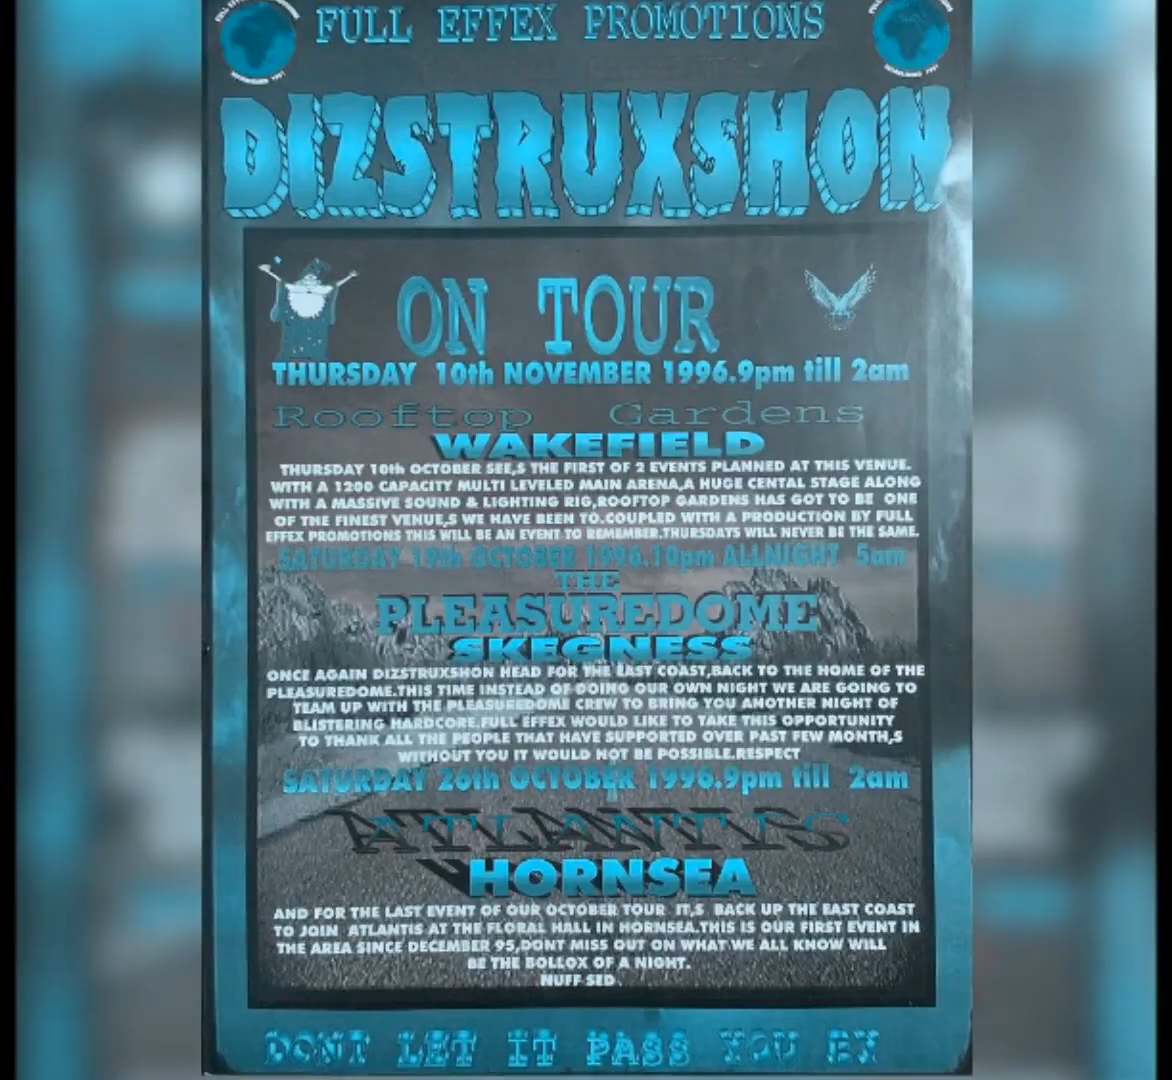 FULL EFFEX PROMOTIONS
DIZSTRUXSHON
ON TOUR
THURSDAY 10th NOVEMBER 1996.9pm till 2am
Rooftop Gardens
WAKEFIELD
THURSDAY 10th OCTOBER SEE,S THE FIRST OF 2 EVENTS PLANNED AT THIS VENUE.
WITH A 1200 CAPACITY MULTI LEVELED MAIN ARENA,A HUGE CENTAL STAGE ALONG
WITH A MASSIVE SOUND & LIGHTING RIG,ROOFTOP GARDENS HAS GOT TO BE ONE
OF THE FINEST VENUE,S WE HAVE BEEN TO.COUPLED WITH A PRODUCTION BY FULL
EFFEX PROMOTIONS THIS WILL BE AN EVENT TO REMEMBER.THURSDAYS WILL NEVER BE THE SAME.
SATURDAY 19th OCTOBER 1996.10pm ALLNIGHT 5am
THE
PLEASUREDOME
SKEGNESS
ONCE AGAIN DIZSTRUXSHON HEAD FOR THE EAST COAST,BACK TO THE HOME OF THE
PLEASUREDOME.THIS TIME INSTEAD OF DOING OUR OWN NIGHT WE ARE GOING TO
TEAM UP WITH THE PLEASUREDOME CREW TO BRING YOU ANOTHER NIGHT OF
BLISTERING HARDCORE.FULL EFFEX WOULD LIKE TO TAKE THIS OPPORTUNITY
TO THANK ALL THE PEOPLE THAT HAVE SUPPORTED OVER PAST FEW MONTH,S
WITHOUT YOU IT WOULD NOT BE POSSIBLE.RESPECT
SATURDAY 26th OCTOBER 1996.9pm till 2am
ATLANTIS
HORNSEA
AND FOR THE LAST EVENT OF OUR OCTOBER TOUR IT,S BACK UP THE EAST COAST
TO JOIN ATLANTIS AT THE FLORAL HALL IN HORNSEA.THIS IS OUR FIRST EVENT IN
THE AREA SINCE DECEMBER 95,DONT MISS OUT ON WHAT WE ALL KNOW WILL
BE THE BOLLOX OF A NIGHT.
NUFF SED
DONT LET IT PASS YOU BY